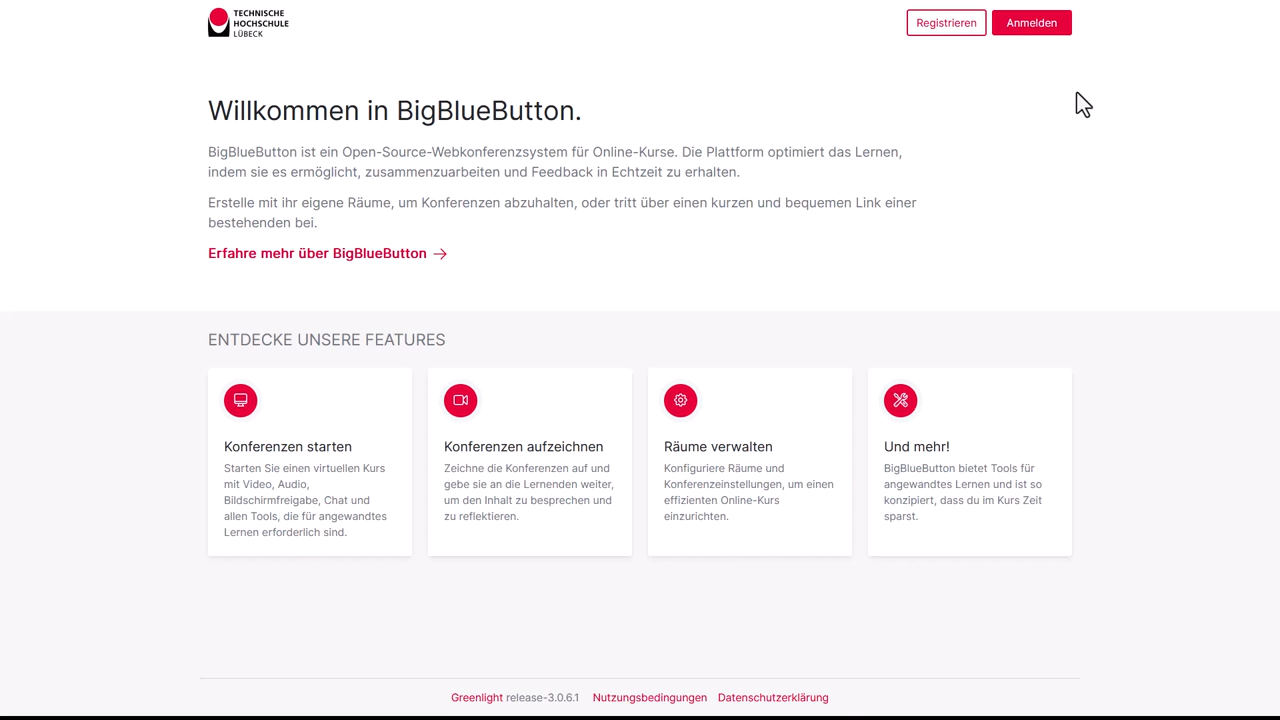 TECHNISCHE
HOCHSCHULE
LÜBECK
Registrieren
Anmelden
Willkommen in BigBlueButton.
BigBlueButton ist ein Open-Source-Webkonferenzsystem für Online-Kurse. Die Plattform optimiert das Lernen,
indem sie es ermöglicht, zusammenzuarbeiten und Feedback in Echtzeit zu erhalten.
Erstelle mit ihr eigene Räume, um Konferenzen abzuhalten, oder tritt über einen kurzen und bequemen Link einer
bestehenden bei.
Erfahre mehr über BigBlueButton →
ENTDECKE UNSERE FEATURES
Konferenzen starten
Starten Sie einen virtuellen Kurs
mit Video, Audio,
Bildschirmfreigabe, Chat und
allen Tools, die für angewandtes
Lernen erforderlich sind.
Konferenzen aufzeichnen
Zeichne die Konferenzen auf und
gebe sie an die Lernenden weiter,
um den Inhalt zu besprechen und
zu reflektieren.
Räume verwalten
Konfiguriere Räume und
Konferenzeinstellungen, um einen
effizienten Online-Kurs
einzurichten.
Und mehr!
BigBlueButton bietet Tools für
angewandtes Lernen und ist so
konzipiert, dass du im Kurs Zeit
sparst.
Greenlight release-3.0.6.1 Nutzungsbedingungen Datenschutzerklärung